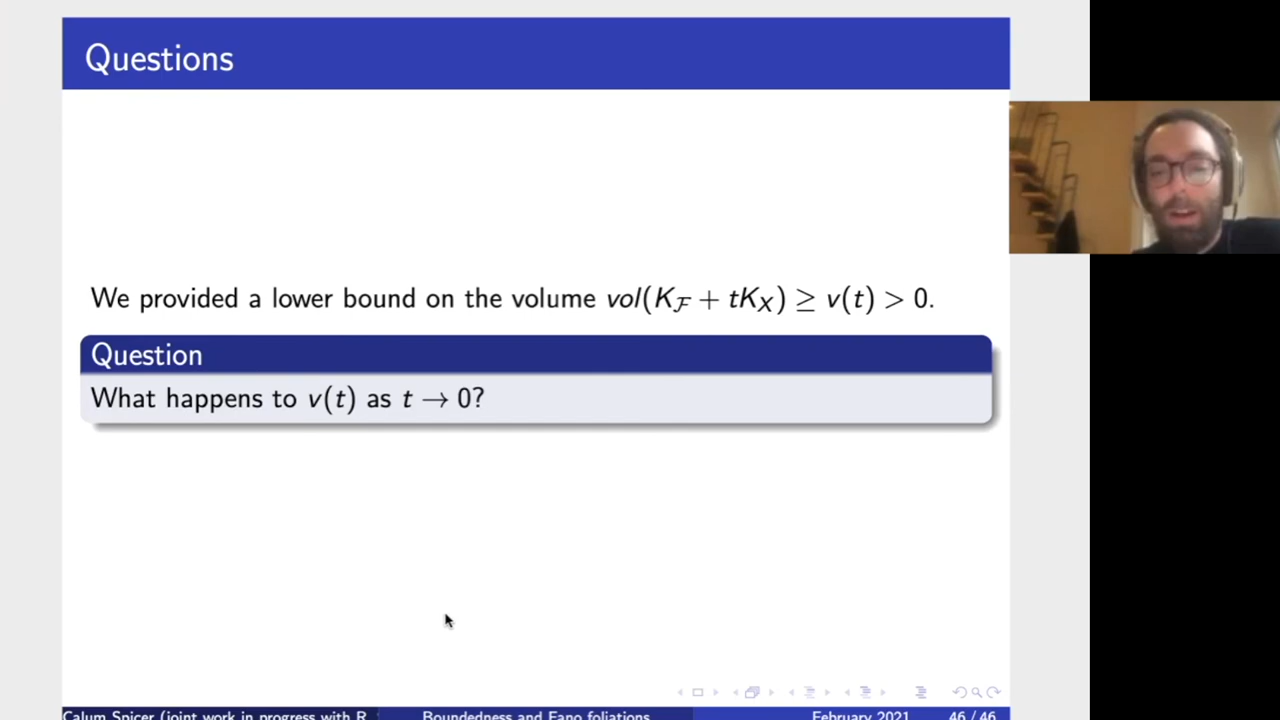 Questions
We provided a lower bound on the volume vol(K_ℱ + tK_X) ≥ v(t) > 0.
Question
What happens to v(t) as t → 0?
Calum Spicer (joint work in progress with R. Boundedness and Fano foliations February 2021 46 / 46